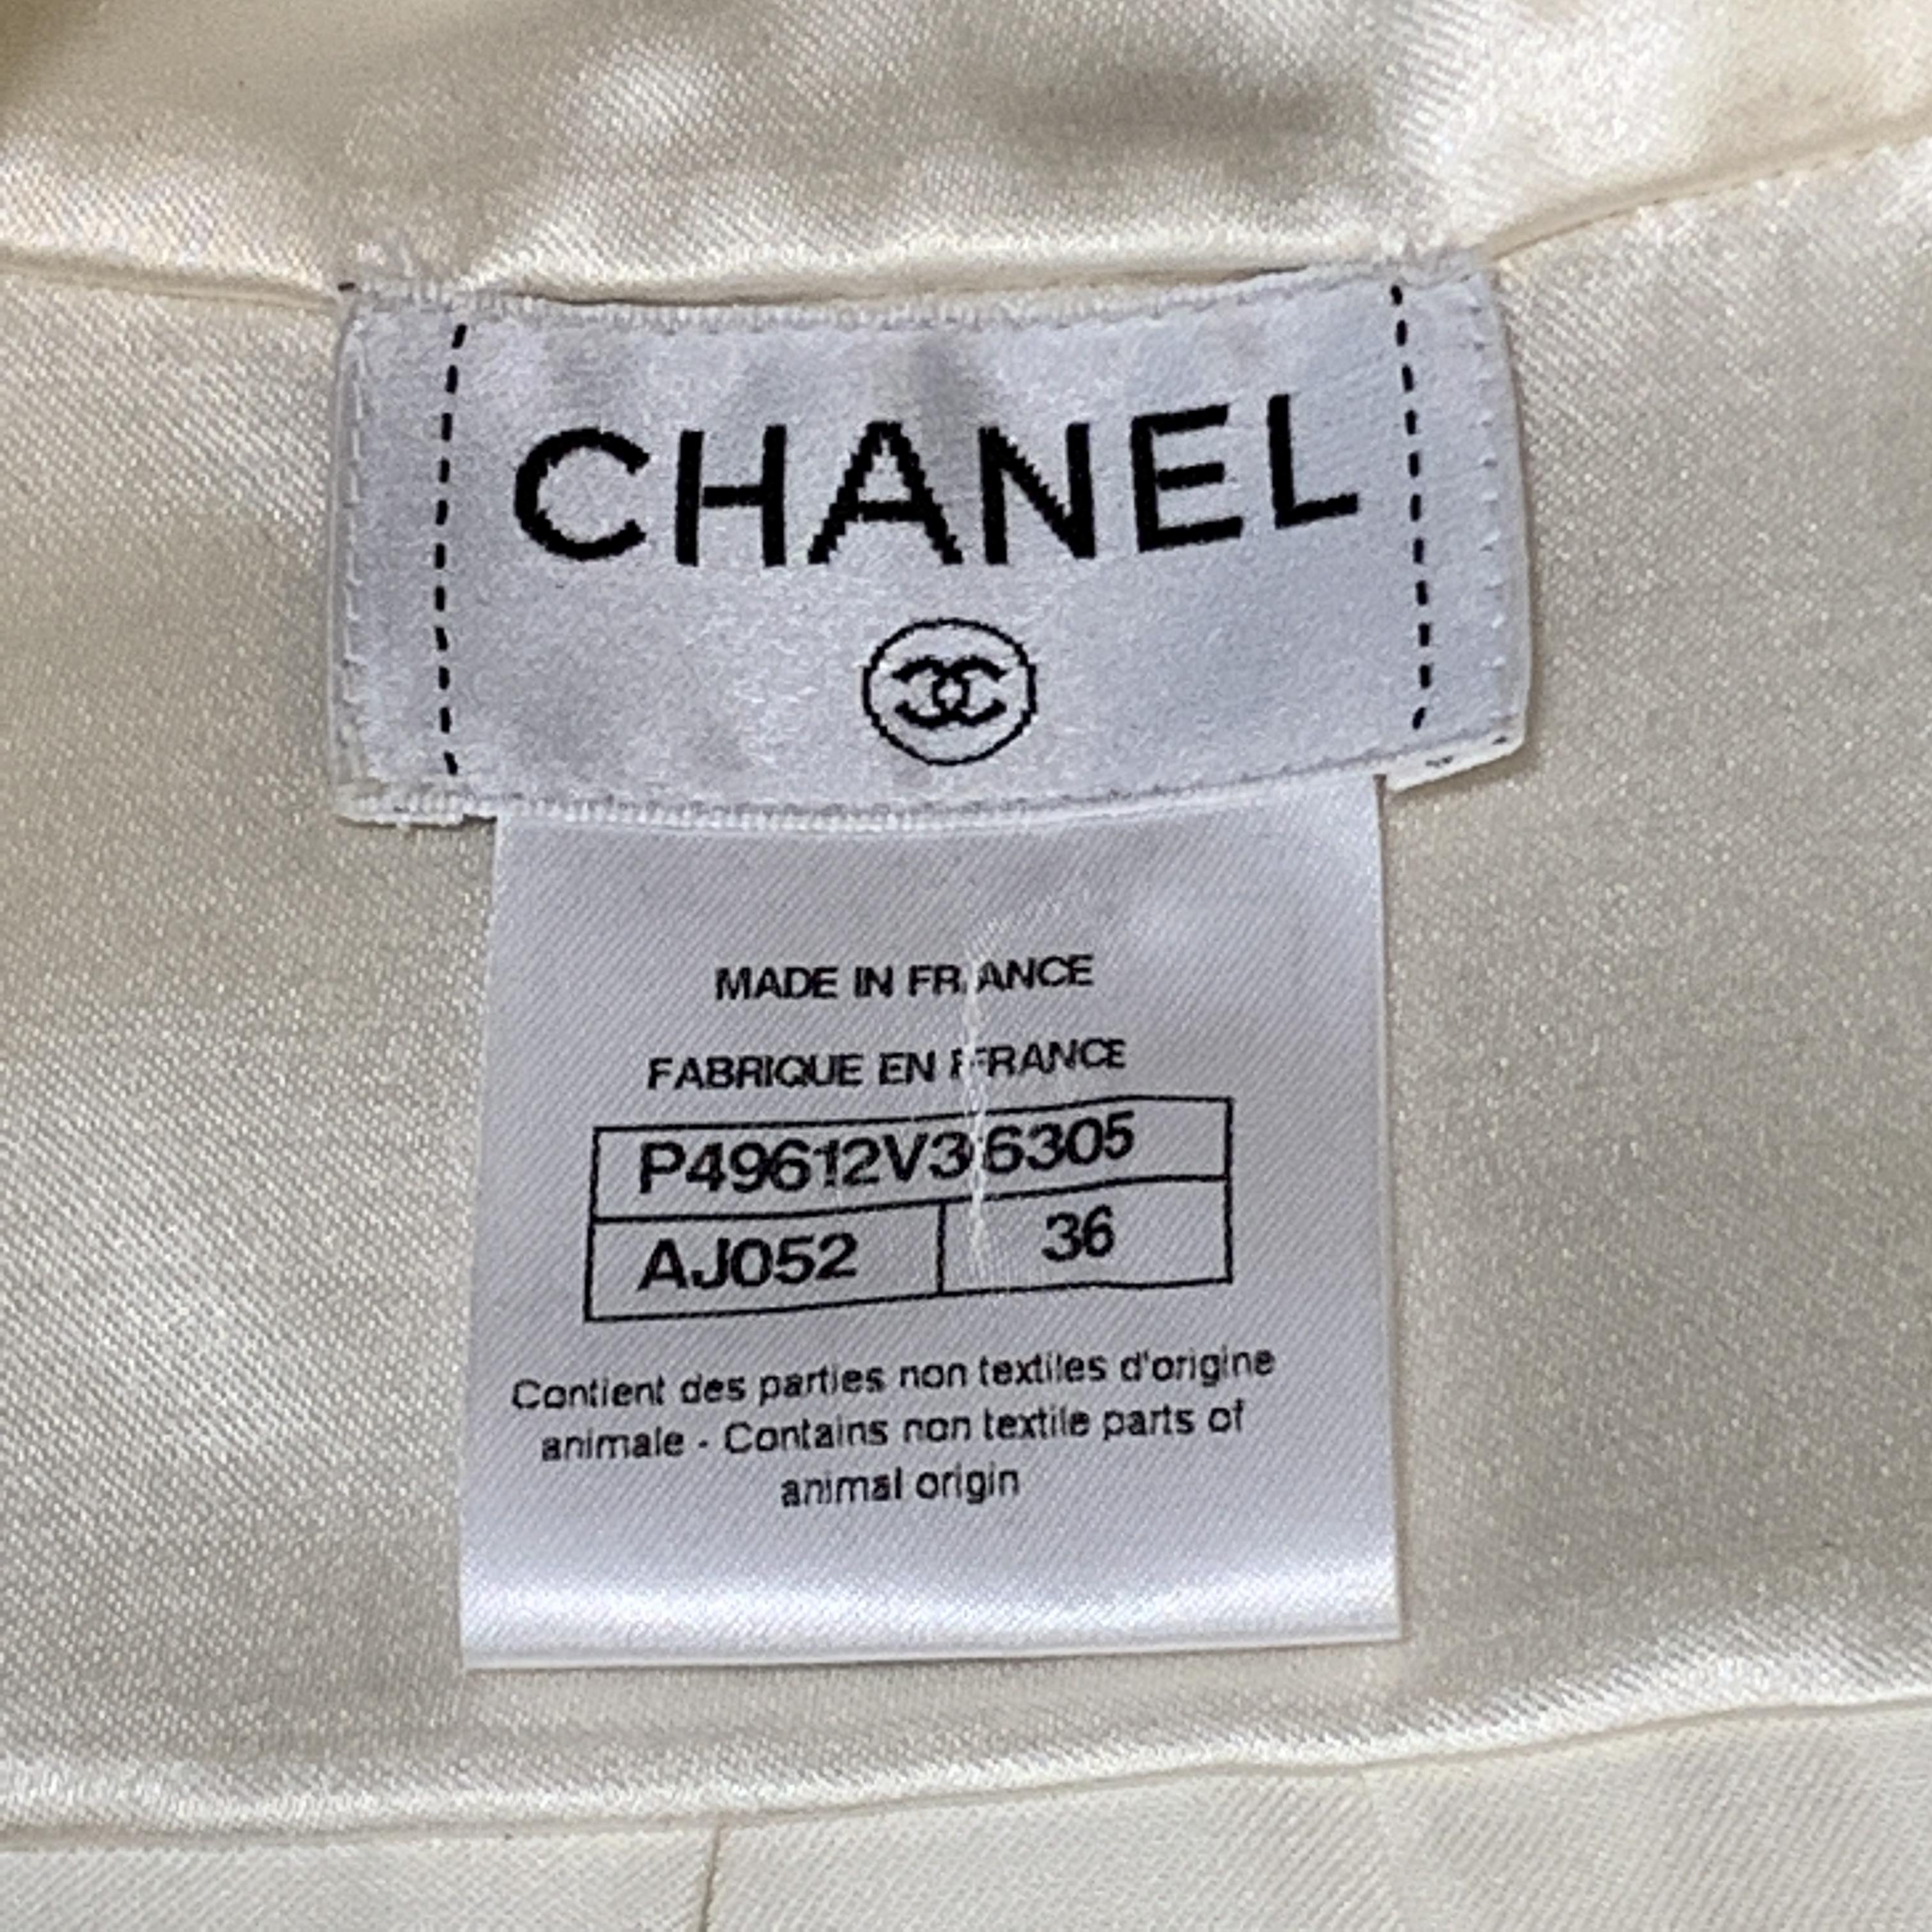 CHANEL
MADE IN FRANCE
FABRIQUE EN FRANCE
P49612V36305
AJ052 36
Contient des parties non textiles d'origine
animale - Contains non textile parts of
animal origin